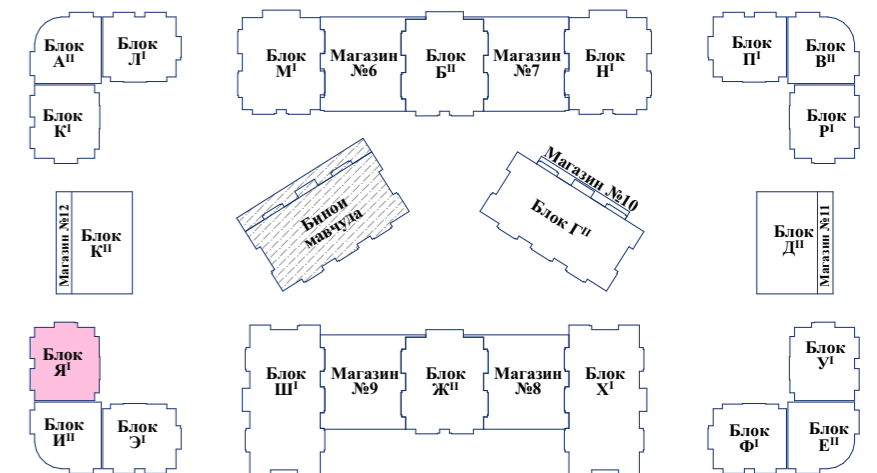 Блок
Аᴵᴵ
Блок
Лᴵ
Блок
Мᴵ
Магазин
№6
Блок
Бᴵᴵ
Магазин
№7
Блок
Нᴵ
Блок
Пᴵ
Блок
Вᴵᴵ
Блок
Кᴵ
Блок
Рᴵ
Магазин №12
Блок
Кᴵᴵ
Бинои
мавчуда
Магазин №10
Блок Гᴵᴵ
Блок
Дᴵᴵ
Магазин №11
Блок
Яᴵ
Блок
Шᴵ
Магазин
№9
Блок
Жᴵᴵ
Магазин
№8
Блок
Хᴵ
Блок
Уᴵ
Блок
Иᴵᴵ
Блок
Эᴵ
Блок
Фᴵ
Блок
Еᴵᴵ